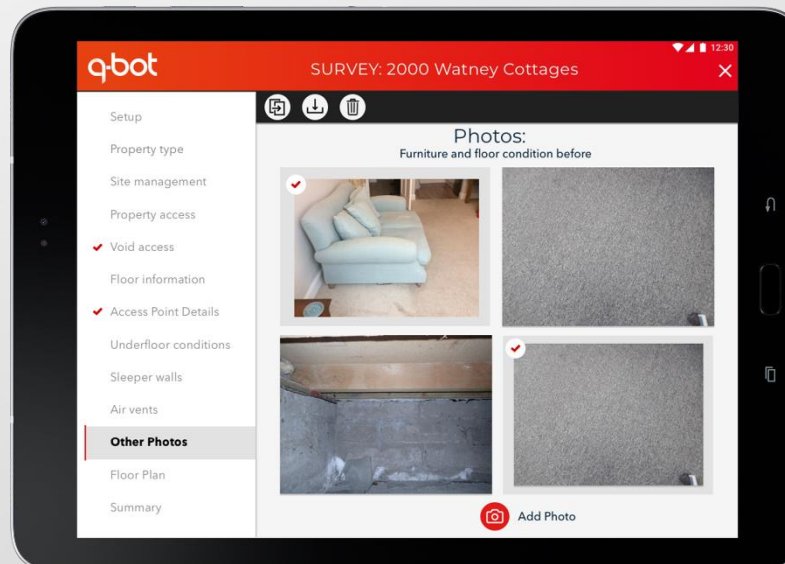 q-bot
SURVEY: 2000 Watney Cottages
12:30
Setup
Property type
Site management
Property access
Void access
Floor information
Access Point Details
Underfloor conditions
Sleeper walls
Air vents
Other Photos
Floor Plan
Summary
Photos:
Furniture and floor condition before
Add Photo